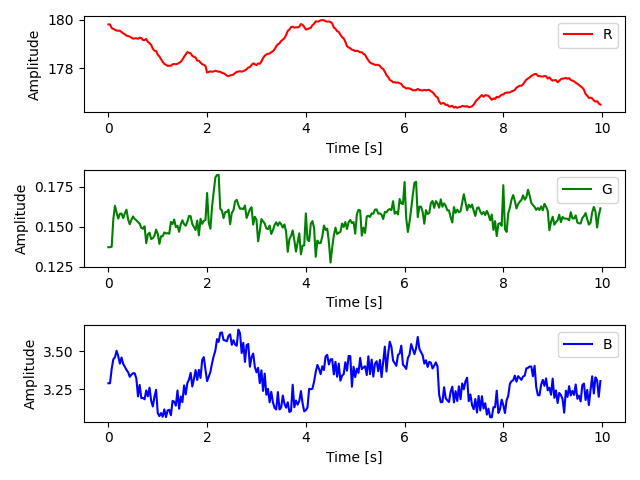 180
178
Amplitude
R
0 2 4 6 8 10
Time [s]
0.175
0.150
0.125
Amplitude
G
0 2 4 6 8 10
Time [s]
3.50
3.25
Amplitude
B
0 2 4 6 8 10
Time [s]